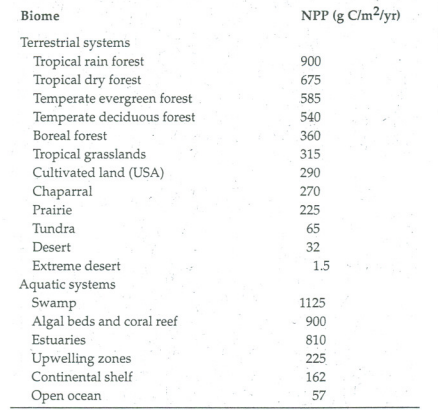 Biome NPP (g C/m²/yr)
Terrestrial systems
Tropical rain forest 900
Tropical dry forest 675
Temperate evergreen forest 585
Temperate deciduous forest 540
Boreal forest 360
Tropical grasslands 315
Cultivated land (USA) 290
Chaparral 270
Prairie 225
Tundra 65
Desert 32
Extreme desert 1.5
Aquatic systems
Swamp 1125
Algal beds and coral reef 900
Estuaries 810
Upwelling zones 225
Continental shelf 162
Open ocean 57